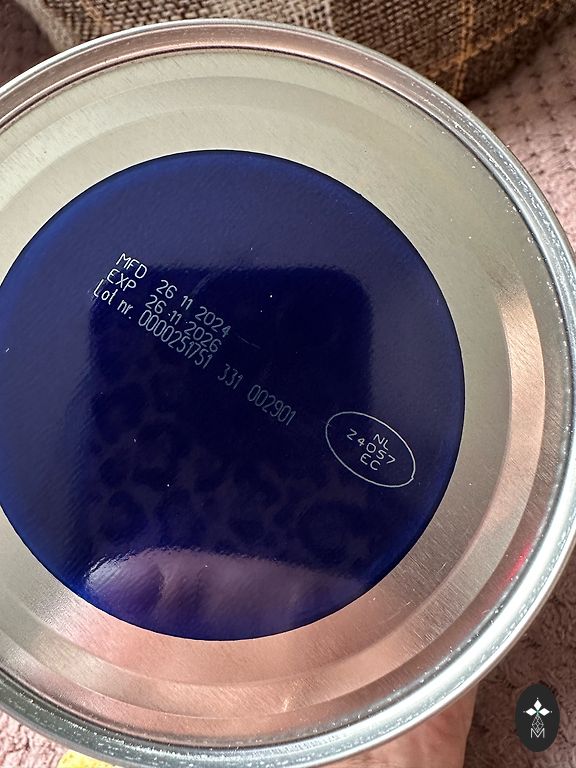 MFD 26 11 2024
EXP 26 11 2026
Lot nr. 0000251751 331 002901
NL
Z4057
EC
M